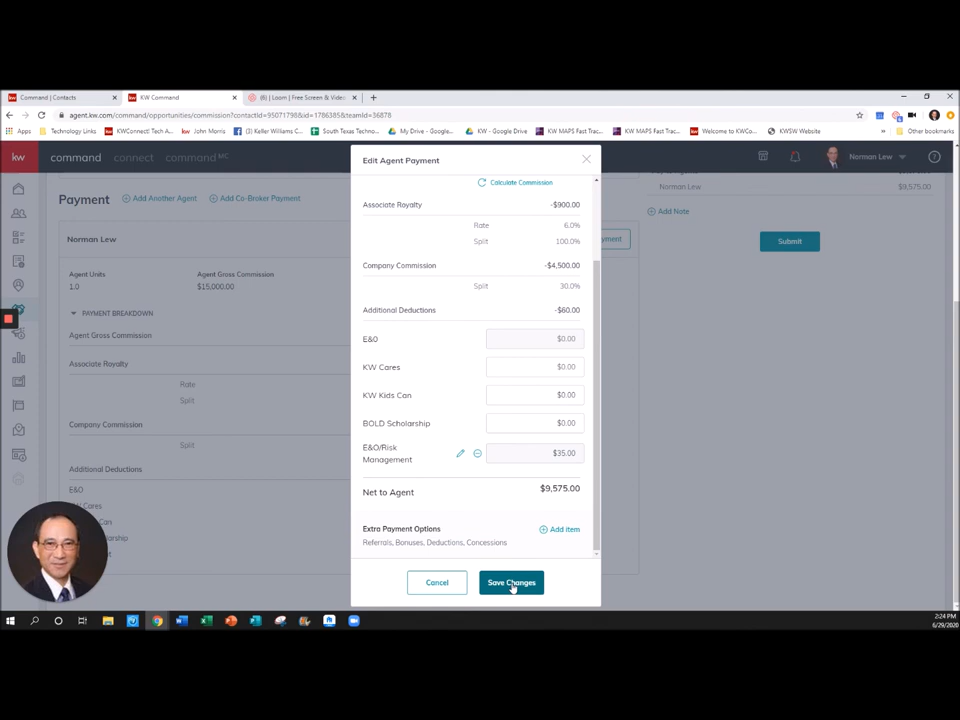 Command | Contacts
KW Command
(6) | Loom | Free Screen & Video
agent.kw.com/command/opportunities/commission?contactId=95071798&id=1786385&teamId=36878
Apps Technology Links KWConnect! Tech A... John Morris (3) Keller Williams C... South Texas Techno... My Drive - Google... KW - Google Drive KW MAPS Fast Trac... KW MAPS Fast Trac... Welcome to KWCo... KWSW Website » Other bookmarks
kw command connect command MC Norman Lew
Edit Agent Payment
Calculate Commission
Norman Lew $9,575.00
Payment Add Another Agent Add Co-Broker Payment
Associate Royalty -$900.00
Add Note
Rate 6.0%
Norman Lew
Split 100.0%
Submit
Company Commission -$4,500.00
Agent Units Agent Gross Commission
1.0 $15,000.00
Split 30.0%
Additional Deductions -$60.00
PAYMENT BREAKDOWN
Agent Gross Commission
E&O $0.00
Associate Royalty
KW Cares $0.00
Rate
KW Kids Can $0.00
Split
Company Commission
BOLD Scholarship $0.00
Split
E&O/Risk
Management $35.00
Additional Deductions
E&O
Net to Agent $9,575.00
Extra Payment Options Add item
Referrals, Bonuses, Deductions, Concessions
Cancel Save Changes
2:24 PM
6/29/2020